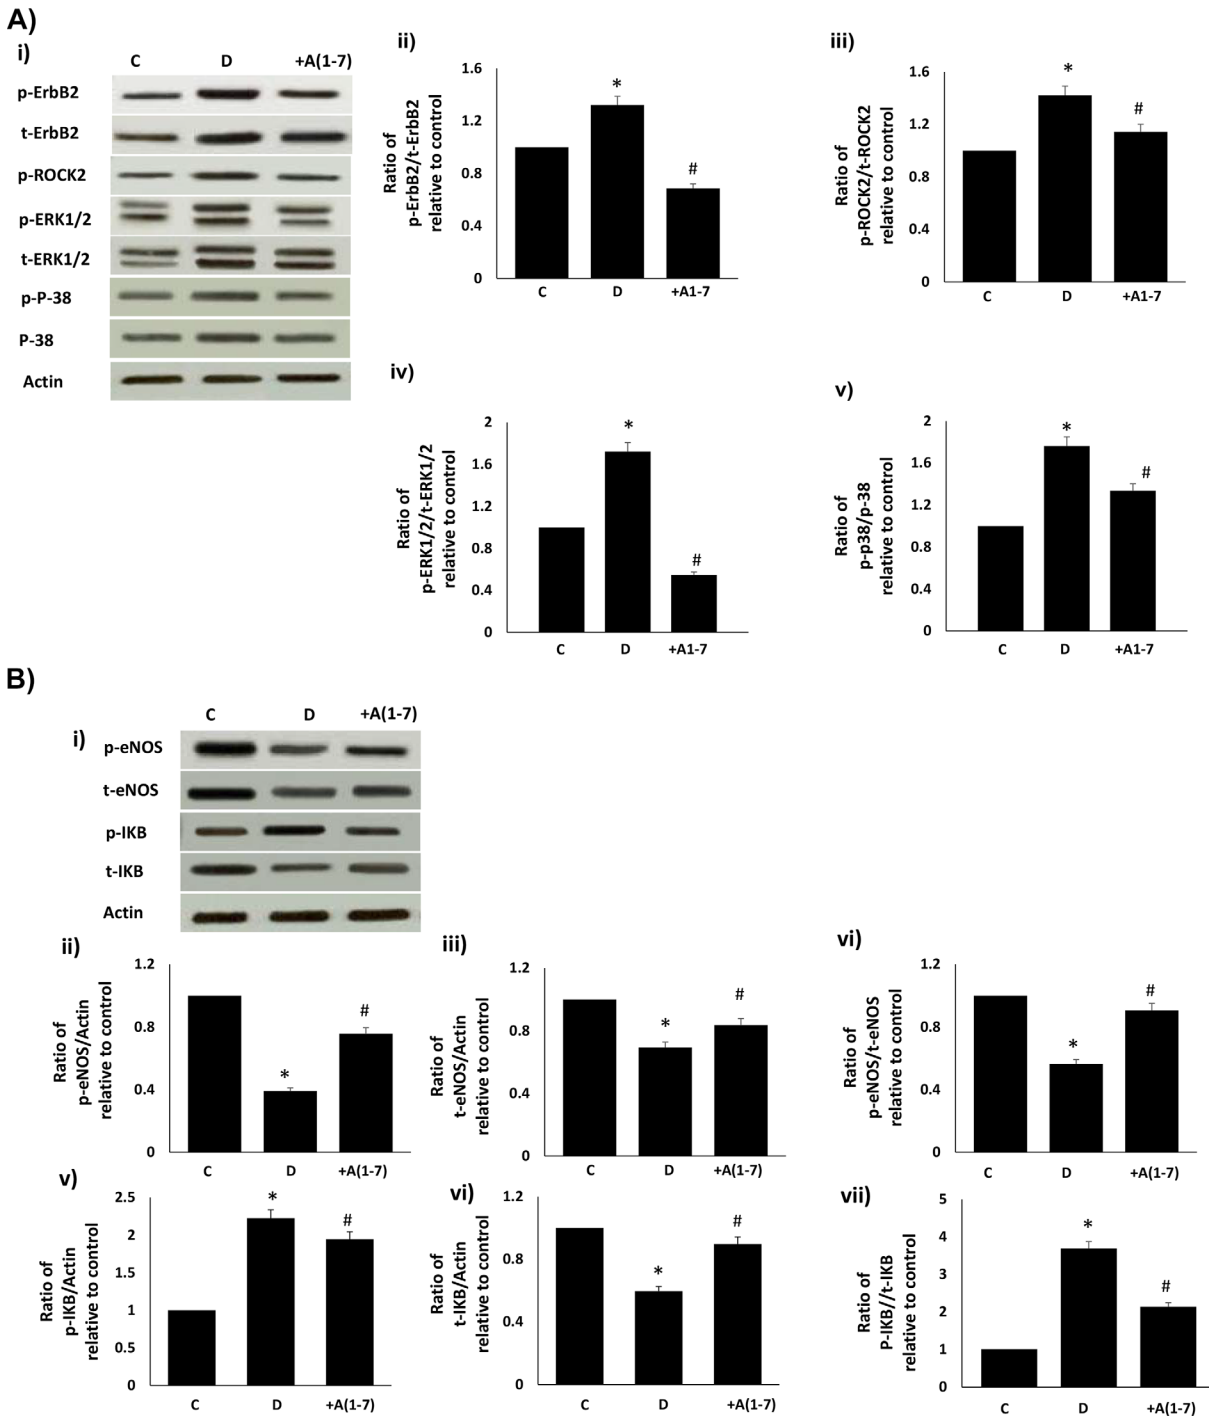 A)
i)
C D +A(1-7)
p-ErbB2
t-ErbB2
p-ROCK2
p-ERK1/2
t-ERK1/2
p-P-38
P-38
Actin
ii)
Ratio of
p-ErbB2/t-ErbB2
relative to control
1.6
1.2
0.8
0.4
0
*
#
C D +A1-7
iii)
Ratio of
p-ROCK2/t-ROCK2
relative to control
1.6
1.2
0.8
0.4
0
*
#
C D +A1-7
iv)
Ratio of
p-ERK1/2/t-ERK1/2
relative to control
2
1.6
1.2
0.8
0.4
0
*
#
C D +A1-7
v)
Ratio of
p-p38/p-38
relative to control
2
1.6
1.2
0.8
0.4
0
*
#
C D +A1-7
B)
i)
C D +A(1-7)
p-eNOS
t-eNOS
p-IKB
t-IKB
Actin
ii)
Ratio of
p-eNOS/Actin
relative to control
1.2
0.8
0.4
0
*
#
C D +A(1-7)
iii)
Ratio of
t-eNOS/Actin
relative to control
1.2
0.8
0.4
0
*
#
C D +A(1-7)
vi)
Ratio of
p-eNOS/t-eNOS
relative to control
1.2
0.8
0.4
0
*
#
C D +A(1-7)
v)
Ratio of
p-IKB/Actin
relative to control
2.5
2
1.5
1
0.5
0
*
#
C D +A(1-7)
vi)
Ratio of
t-IKB/Actin
relative to control
1.2
0.8
0.4
0
*
#
C D +A(1-7)
vii)
Ratio of
P-IKB//t-IKB
relative to control
5
4
3
2
1
0
*
#
C D +A(1-7)